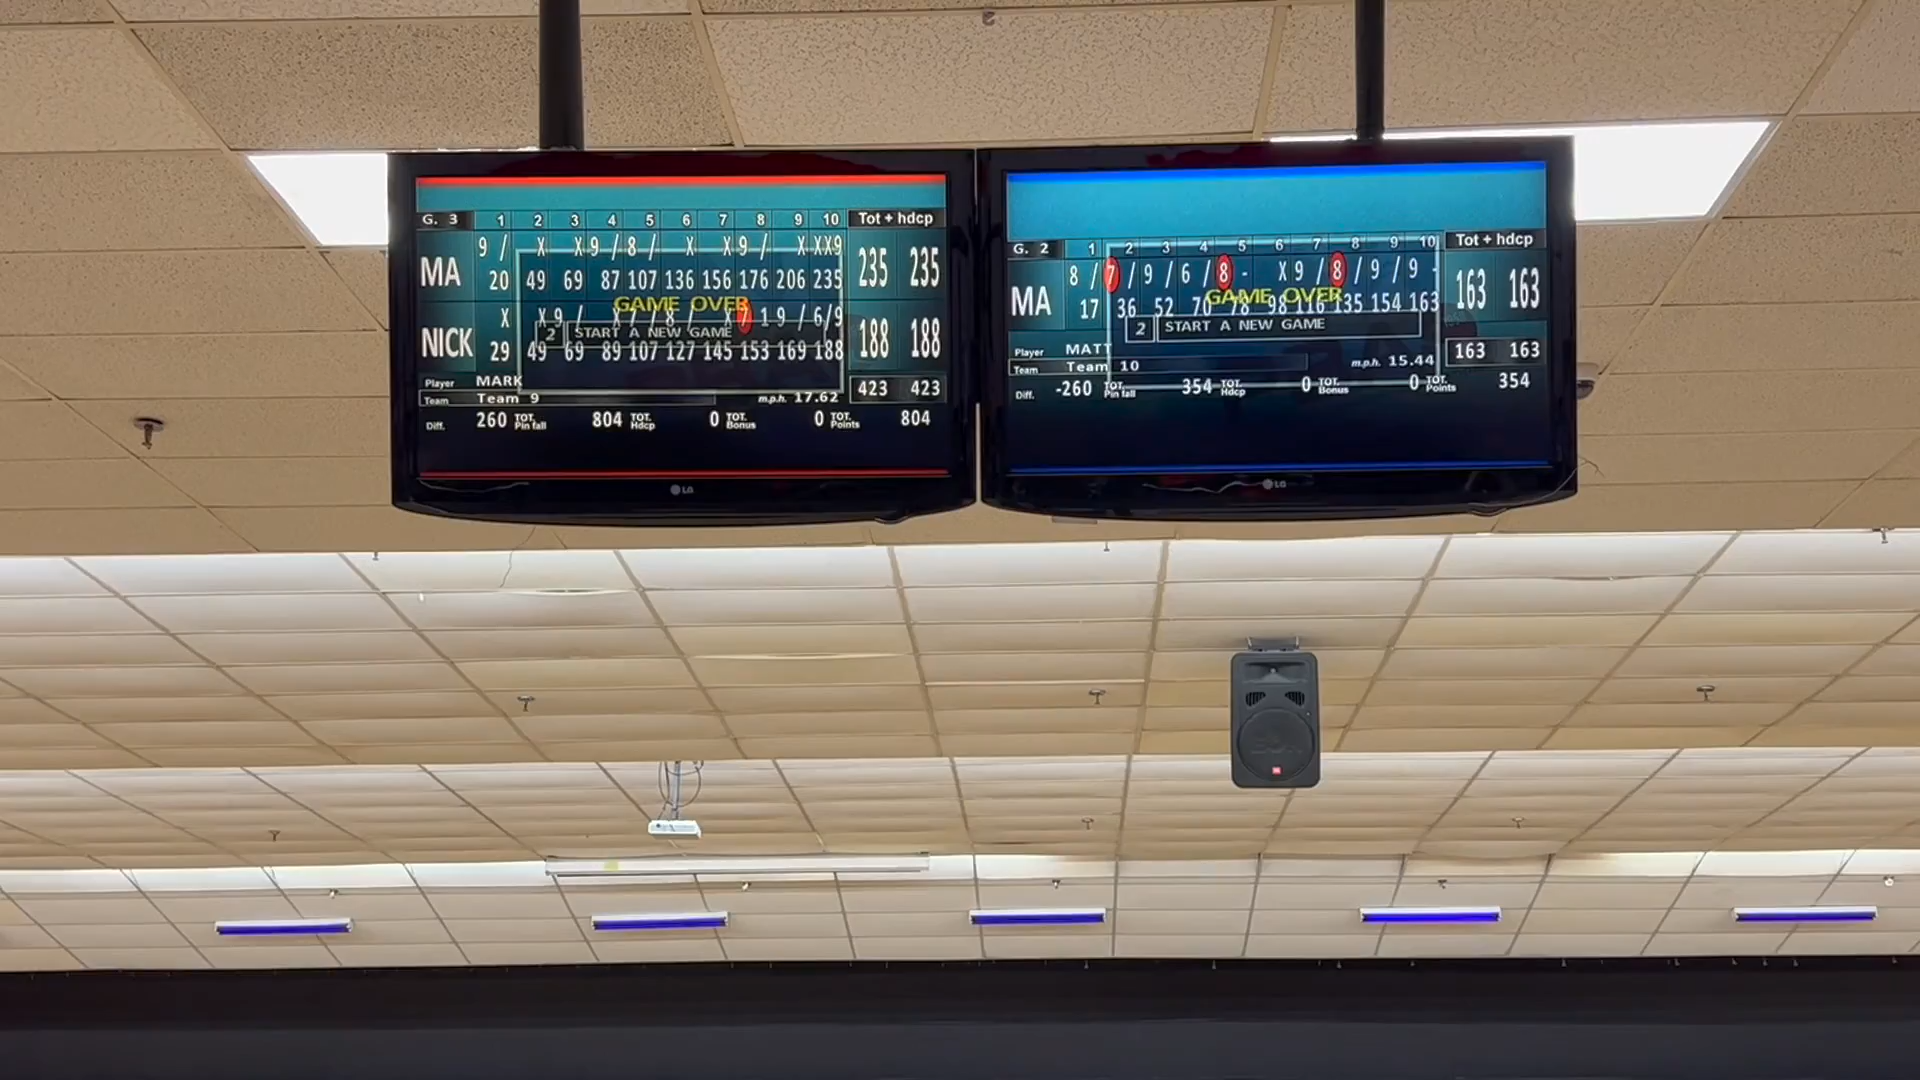 G. 3 1 2 3 4 5 6 7 8 9 10 Tot + hdcp
9 / X X 9 / 8 / X X 9 / X XX9
MA 20 49 69 87 107 136 156 176 206 235 235 235
GAME OVER
X X 9 / X 8 / X 7 1 9 / 6/9
2 START A NEW GAME
NICK 29 49 69 89 107 127 145 153 169 188 188 188
Player MARK 423 423
Team Team 9 m.p.h. 17.62
Diff. 260 TOT. Pin fall 804 TOT. Hdcp 0 TOT. Bonus 0 TOT. Points 804
LG
G. 2 1 2 3 4 5 6 7 8 9 10 Tot + hdcp
8 / 7 / 9 / 6 / 8 - X 9 / 8 / 9 / 9 -
MA 17 36 52 70 78 98 116 135 154 163 163 163
GAME OVER
2 START A NEW GAME
Player MATT 163 163
Team Team 10 m.p.h. 15.44
Diff. -260 TOT. Pin fall 354 TOT. Hdcp 0 TOT. Bonus 0 TOT. Points 354
LG